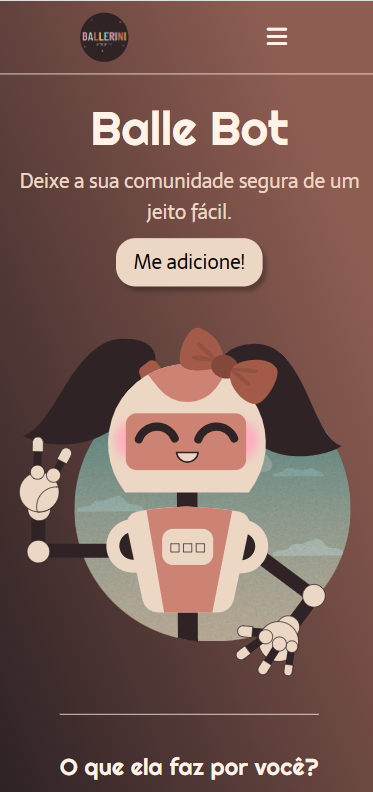 BALLERINI
Balle Bot
Deixe a sua comunidade segura de um
jeito fácil.
Me adicione!
O que ela faz por você?